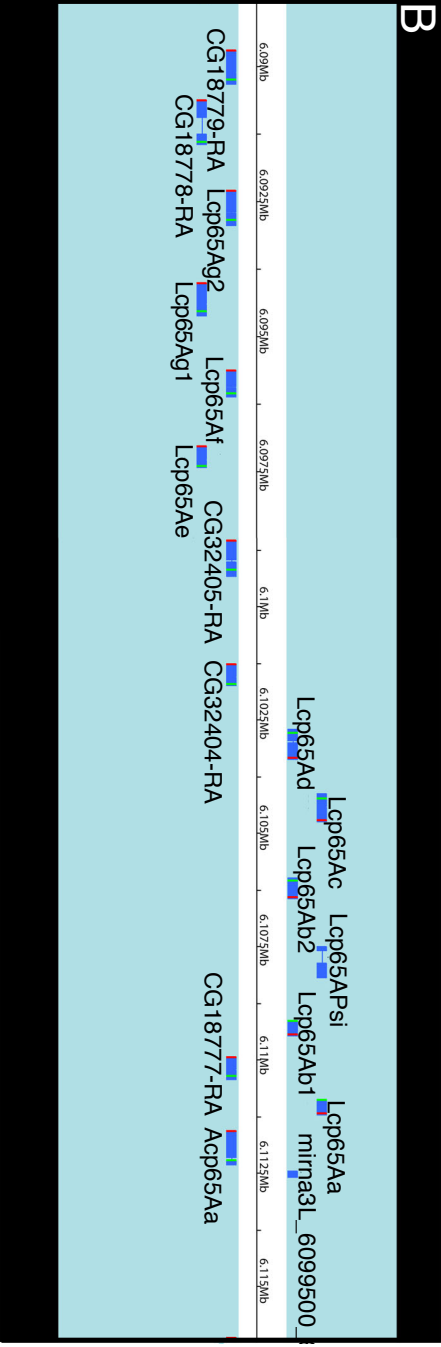 B
Lcp65Ac
Lcp65APsi
Lcp65Aa
Lcp65Ad
Lcp65Ab2
Lcp65Ab1
mirna3L_6099500_
6.09Mb
6.0925Mb
6.095Mb
6.0975Mb
6.1Mb
6.1025Mb
6.105Mb
6.1075Mb
6.11Mb
6.1125Mb
6.115Mb
CG18779-RA
Lcp65Ag2
Lcp65Af
CG32405-RA
CG32404-RA
CG18777-RA
Acp65Aa
CG18778-RA
Lcp65Ag1
Lcp65Ae